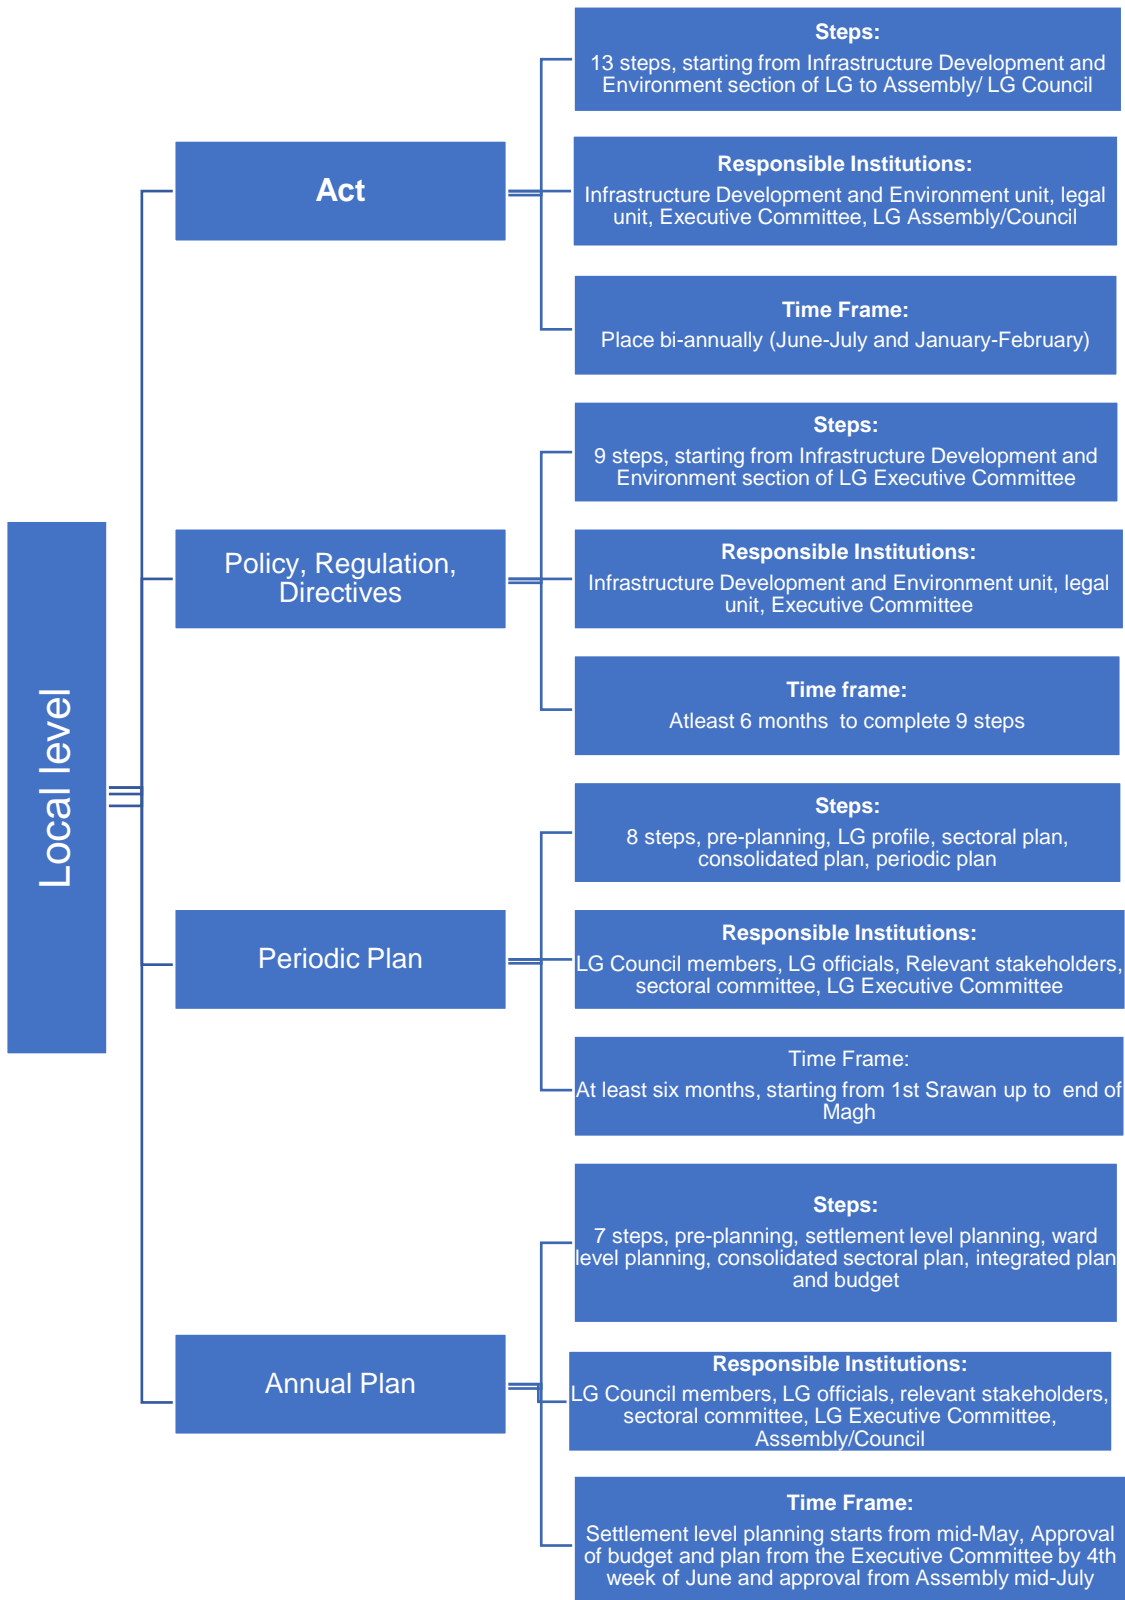 Local level
Act
Steps:
13 steps, starting from Infrastructure Development and
Environment section of LG to Assembly/ LG Council
Responsible Institutions:
Infrastructure Development and Environment unit, legal
unit, Executive Committee, LG Assembly/Council
Time Frame:
Place bi-annually (June-July and January-February)
Policy, Regulation,
Directives
Steps:
9 steps, starting from Infrastructure Development and
Environment section of LG Executive Committee
Responsible Institutions:
Infrastructure Development and Environment unit, legal
unit, Executive Committee
Time frame:
Atleast 6 months  to complete 9 steps
Periodic Plan
Steps:
8 steps, pre-planning, LG profile, sectoral plan,
consolidated plan, periodic plan
Responsible Institutions:
LG Council members, LG officials, Relevant stakeholders,
sectoral committee, LG Executive Committee
Time Frame:
At least six months, starting from 1st Srawan up to  end of
Magh
Annual Plan
Steps:
7 steps, pre-planning, settlement level planning, ward
level planning, consolidated sectoral plan, integrated plan
and budget
Responsible Institutions:
LG Council members, LG officials, relevant stakeholders,
sectoral committee, LG Executive Committee,
Assembly/Council
Time Frame:
Settlement level planning starts from mid-May, Approval
of budget and plan from the Executive Committee by 4th
week of June and approval from Assembly mid-July